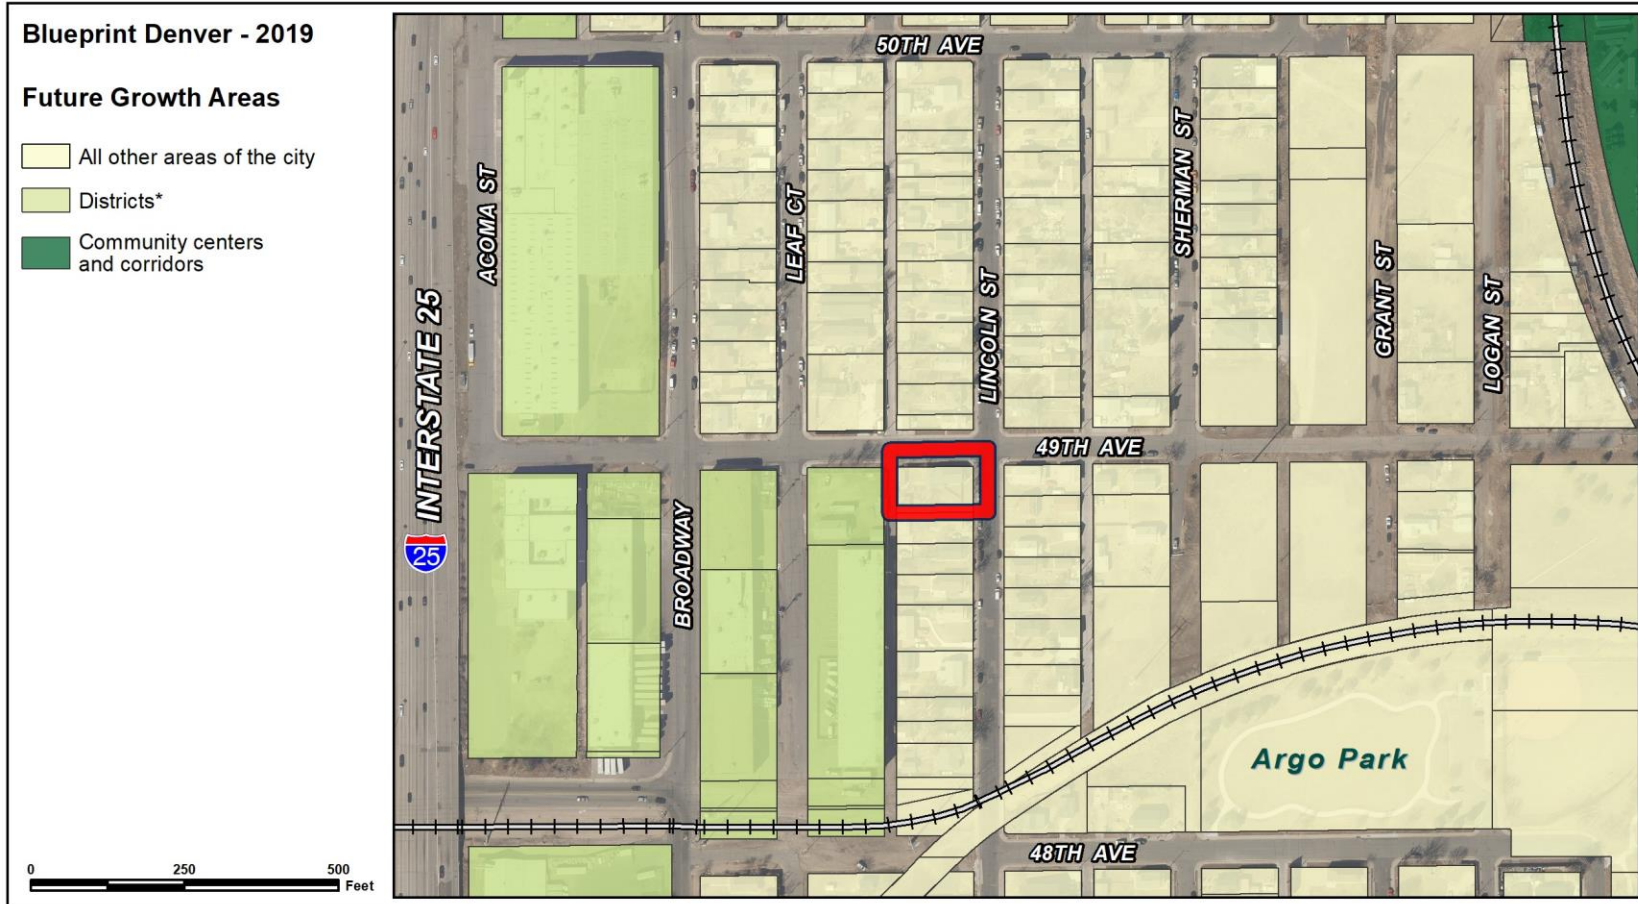 Blueprint Denver - 2019
Future Growth Areas
All other areas of the city
Districts*
Community centers
and corridors
0 250 500
Feet
50TH AVE
ACOMA ST
LEAF CT
LINCOLN ST
SHERMAN ST
GRANT ST
LOGAN ST
INTERSTATE 25
49TH AVE
25
BROADWAY
Argo Park
48TH AVE